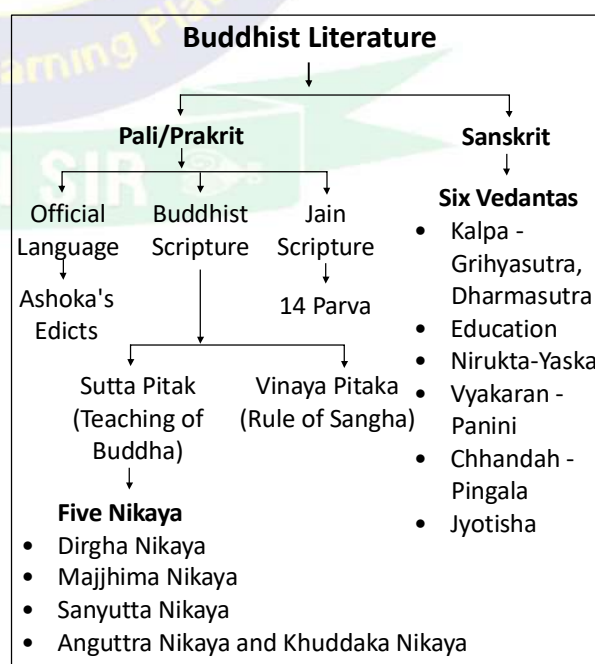 Buddhist Literature
Pali/Prakrit
Sanskrit
Official
Language
Buddhist
Scripture
Jain
Scripture
Ashoka's
Edicts
14 Parva
Sutta Pitak
(Teaching of
Buddha)
Vinaya Pitaka
(Rule of Sangha)
Five Nikaya
• Dirgha Nikaya
• Majjhima Nikaya
• Sanyutta Nikaya
• Anguttra Nikaya and Khuddaka Nikaya
Six Vedantas
• Kalpa -
Grihyasutra,
Dharmasutra
• Education
• Nirukta-Yaska
• Vyakaran -
Panini
• Chhandah -
Pingala
• Jyotisha
SIR